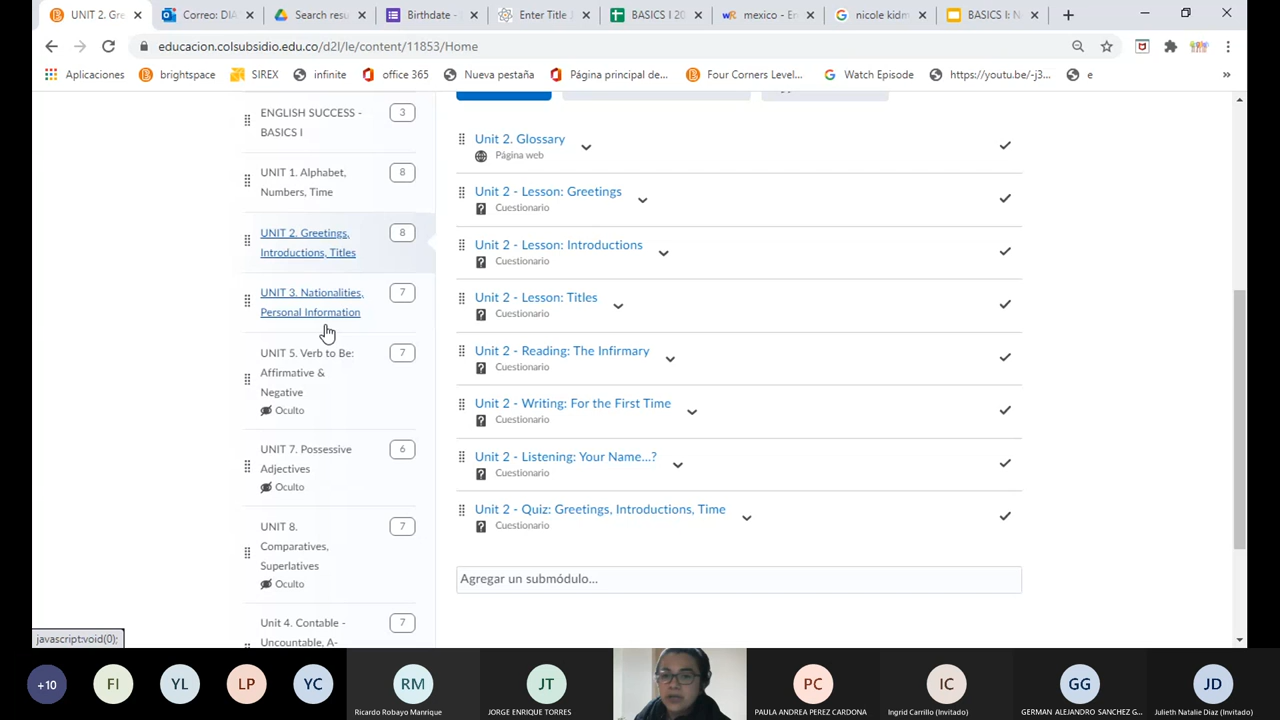 UNIT 2. Gre
Correo: DIA
Search resu
Birthdate -
Enter Title
BASICS I 20
mexico - En
nicole kidm
BASICS I: N
educacion.colsubsidio.edu.co/d2l/le/content/11853/Home
Aplicaciones
brightspace
SIREX
infinite
office 365
Nueva pestaña
Página principal de...
Four Corners Level...
Watch Episode
https://youtu.be/-j3...
e
»
ENGLISH SUCCESS -
BASICS I
3
UNIT 1. Alphabet,
Numbers, Time
8
UNIT 2. Greetings,
Introductions, Titles
8
UNIT 3. Nationalities,
Personal Information
7
UNIT 5. Verb to Be:
Affirmative &
Negative
Oculto
7
UNIT 7. Possessive
Adjectives
Oculto
6
UNIT 8.
Comparatives,
Superlatives
Oculto
7
Unit 4. Contable -
Uncountable, A-
7
Unit 2. Glossary
Página web
Unit 2 - Lesson: Greetings
Cuestionario
Unit 2 - Lesson: Introductions
Cuestionario
Unit 2 - Lesson: Titles
Cuestionario
Unit 2 - Reading: The Infirmary
Cuestionario
Unit 2 - Writing: For the First Time
Cuestionario
Unit 2 - Listening: Your Name...?
Cuestionario
Unit 2 - Quiz: Greetings, Introductions, Time
Cuestionario
Agregar un submódulo...
javascript:void(0);
+10
FI
YL
LP
YC
RM
Ricardo Robayo Manrique
JT
JORGE ENRIQUE TORRES
PC
PAULA ANDREA PEREZ CARDONA
IC
Ingrid Carrillo (Invitado)
GG
GERMAN ALEJANDRO SANCHEZ G...
JD
Julieth Natalie Diaz (Invitado)